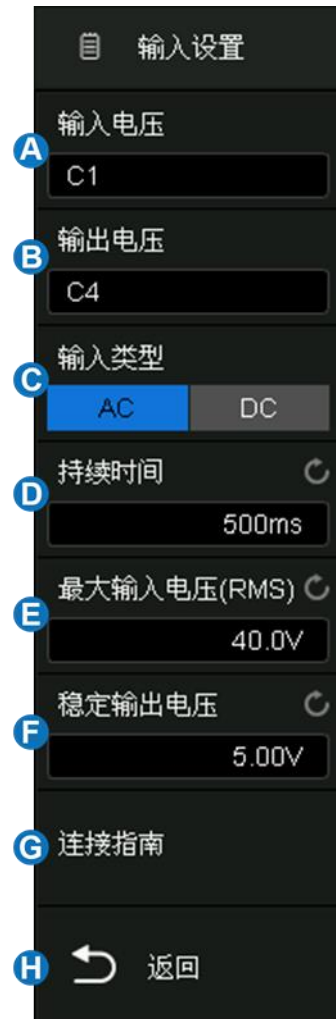 输入设置
A
输入电压
C1
B
输出电压
C4
C
输入类型
AC DC
D
持续时间
500ms
E
最大输入电压(RMS)
40.0V
F
稳定输出电压
5.00V
G
连接指南
H
返回